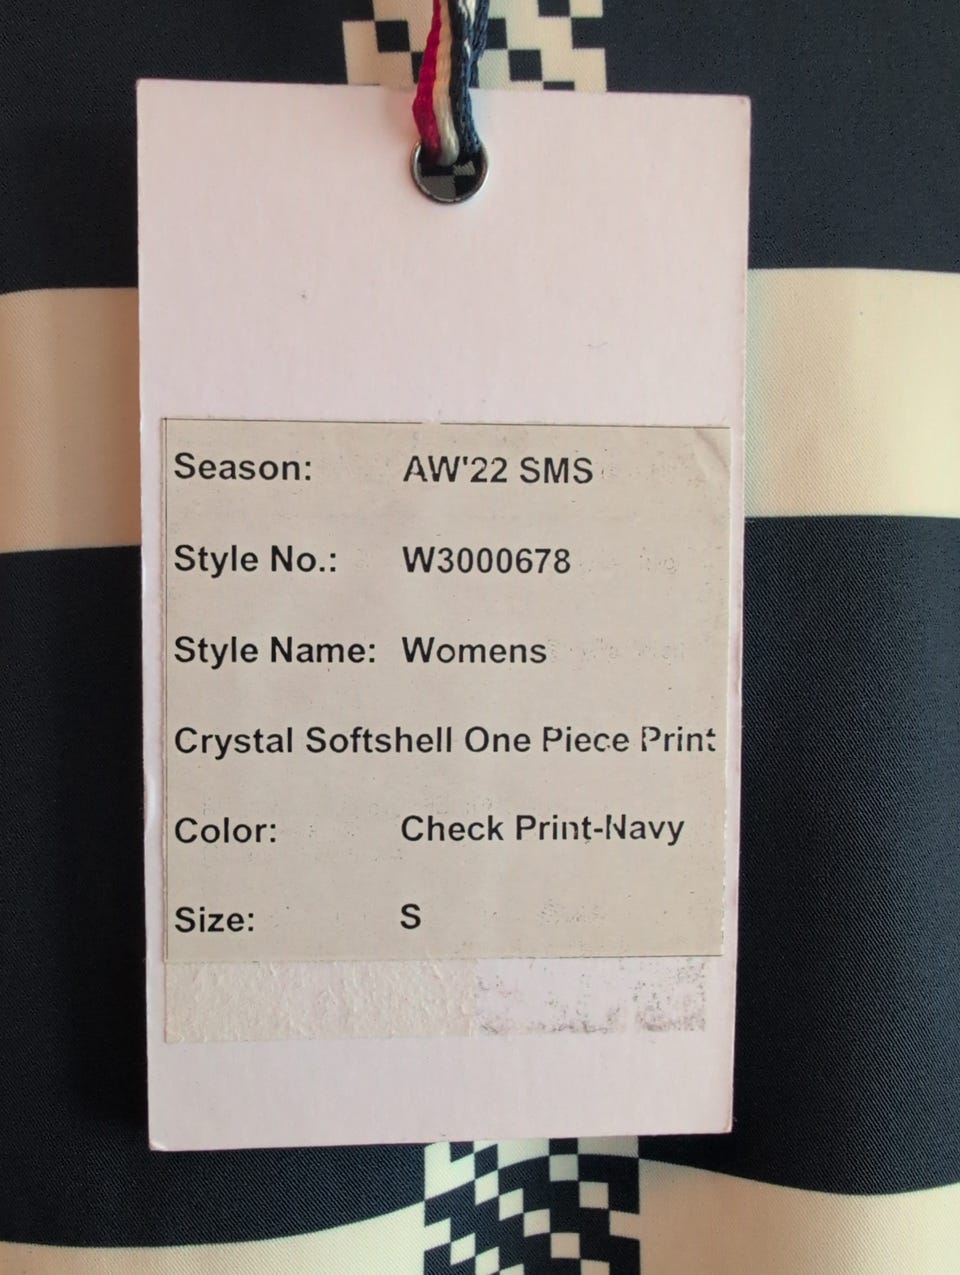 Season: AW'22 SMS
Style No.: W3000678
Style Name: Womens
Crystal Softshell One Piece Print
Color: Check Print-Navy
Size: S